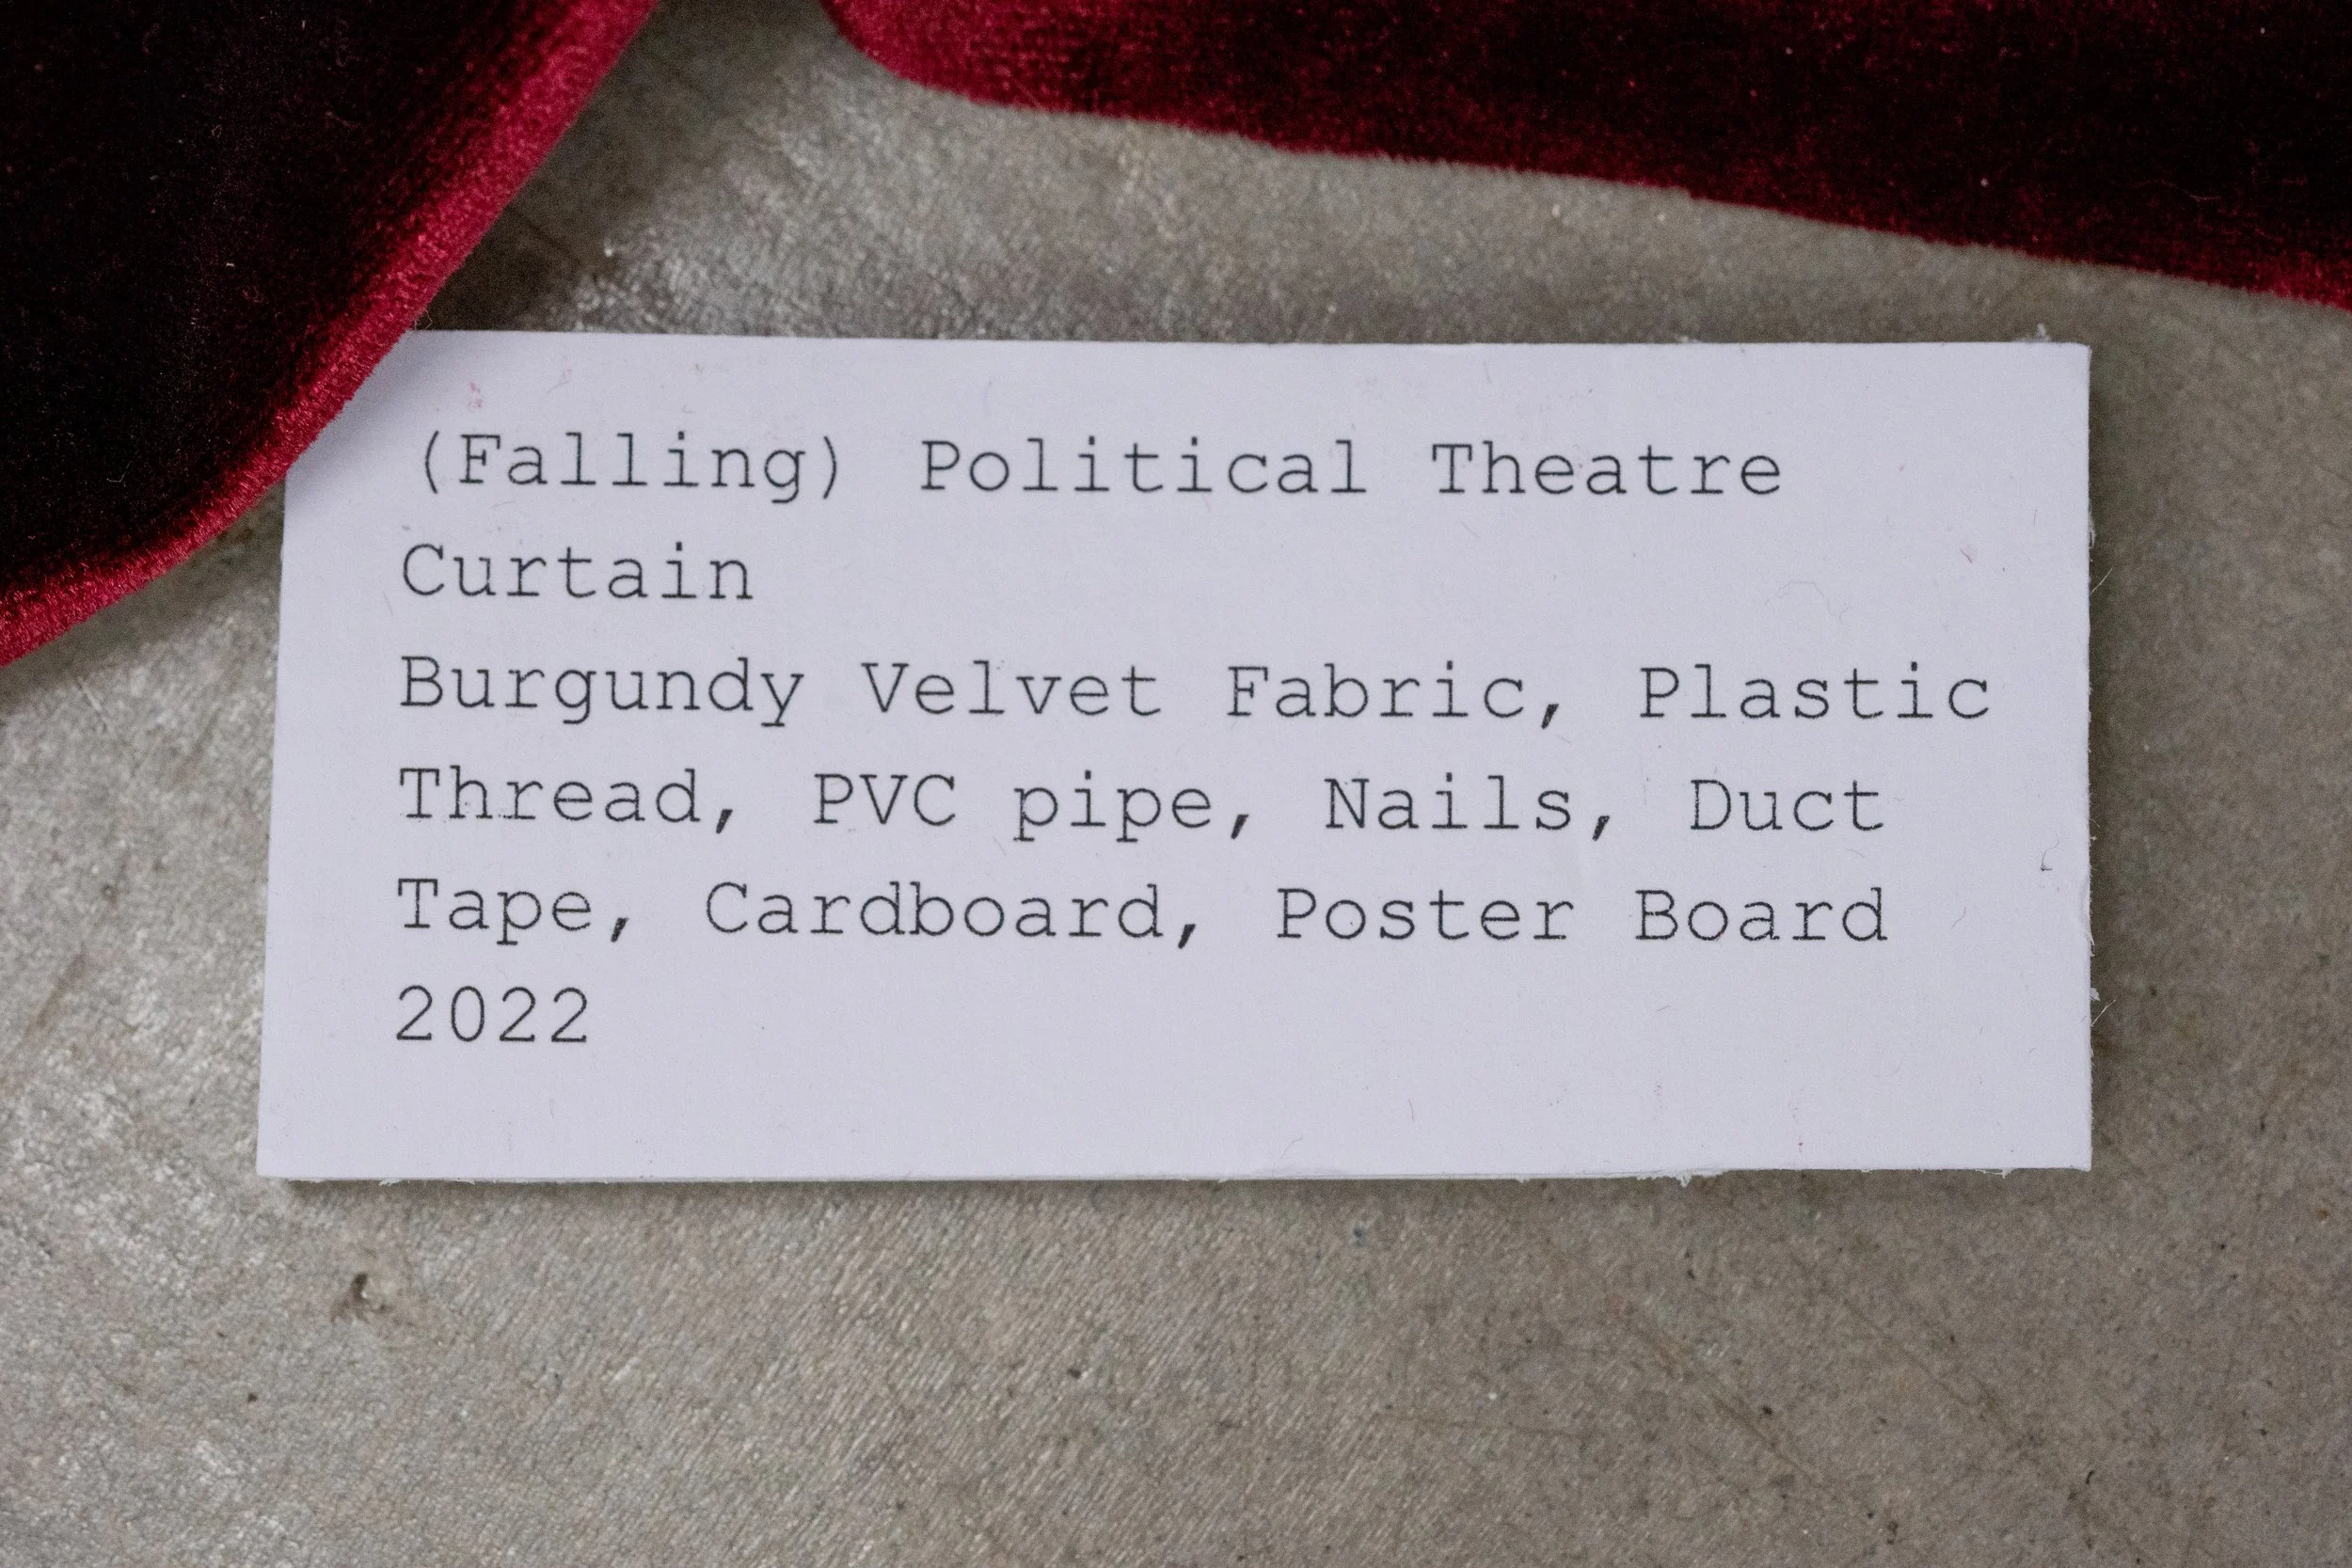 (Falling) Political Theatre
Curtain
Burgundy Velvet Fabric, Plastic
Thread, PVC pipe, Nails, Duct
Tape, Cardboard, Poster Board
2022